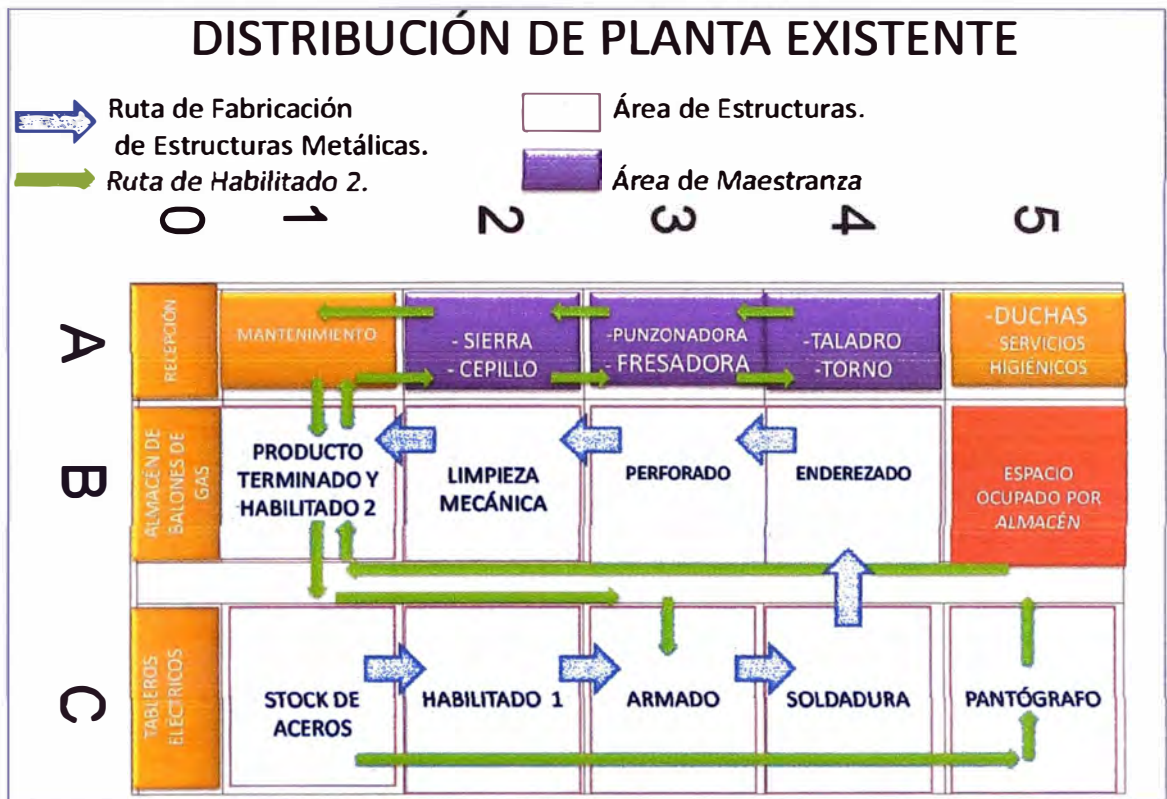 DISTRIBUCIÓN DE PLANTA EXISTENTE
Ruta de Fabricación
de Estructuras Metálicas.
Ruta de Habilitado 2.
Área de Estructuras.
Área de Maestranza
0 1 2 3 4 5
A
RECEPCIÓN
MANTENIMIENTO
- SIERRA
- CEPILLO
-PUNZONADORA
- FRESADORA
-TALADRO
-TORNO
-DUCHAS
SERVICIOS
HIGIÉNICOS
B
ALMACÉN DE
BALONES DE
GAS
PRODUCTO
TERMINADO Y
HABILITADO 2
LIMPIEZA
MECÁNICA
PERFORADO
ENDEREZADO
ESPACIO
OCUPADO POR
ALMACÉN
C
TABLEROS
ELÉCTRICOS
STOCK DE
ACEROS
HABILITADO 1
ARMADO
SOLDADURA
PANTÓGRAFO